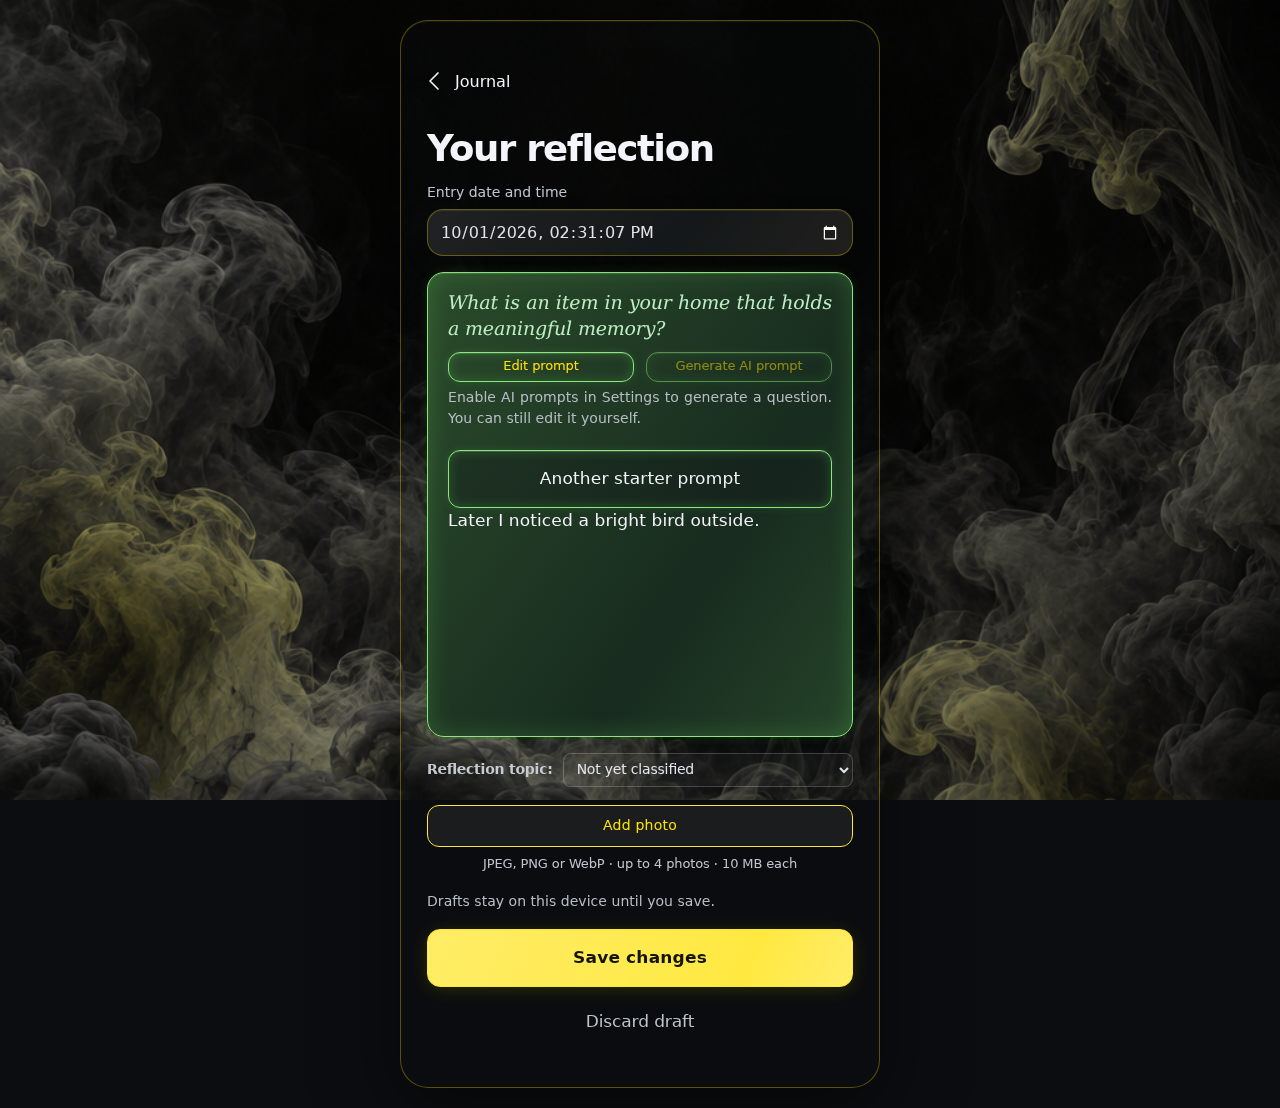 Journal
Your reflection
Entry date and time
10/01/2026, 02:31:07 PM
What is an item in your home that holds
a meaningful memory?
Edit prompt
Generate AI prompt
Enable AI prompts in Settings to generate a question.
You can still edit it yourself.
Another starter prompt
Later I noticed a bright bird outside.
Reflection topic:
Not yet classified
Add photo
JPEG, PNG or WebP · up to 4 photos · 10 MB each
Drafts stay on this device until you save.
Save changes
Discard draft